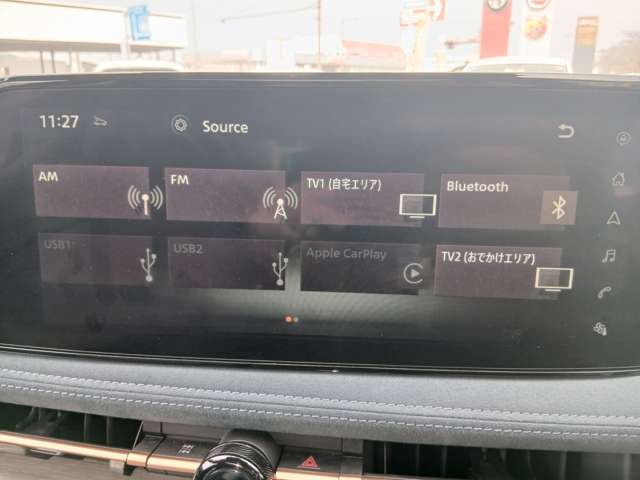 11:27
Source
AM
FM
TV1 (自宅エリア)
Bluetooth
USB1
USB2
Apple CarPlay
TV2 (おでかけエリア)